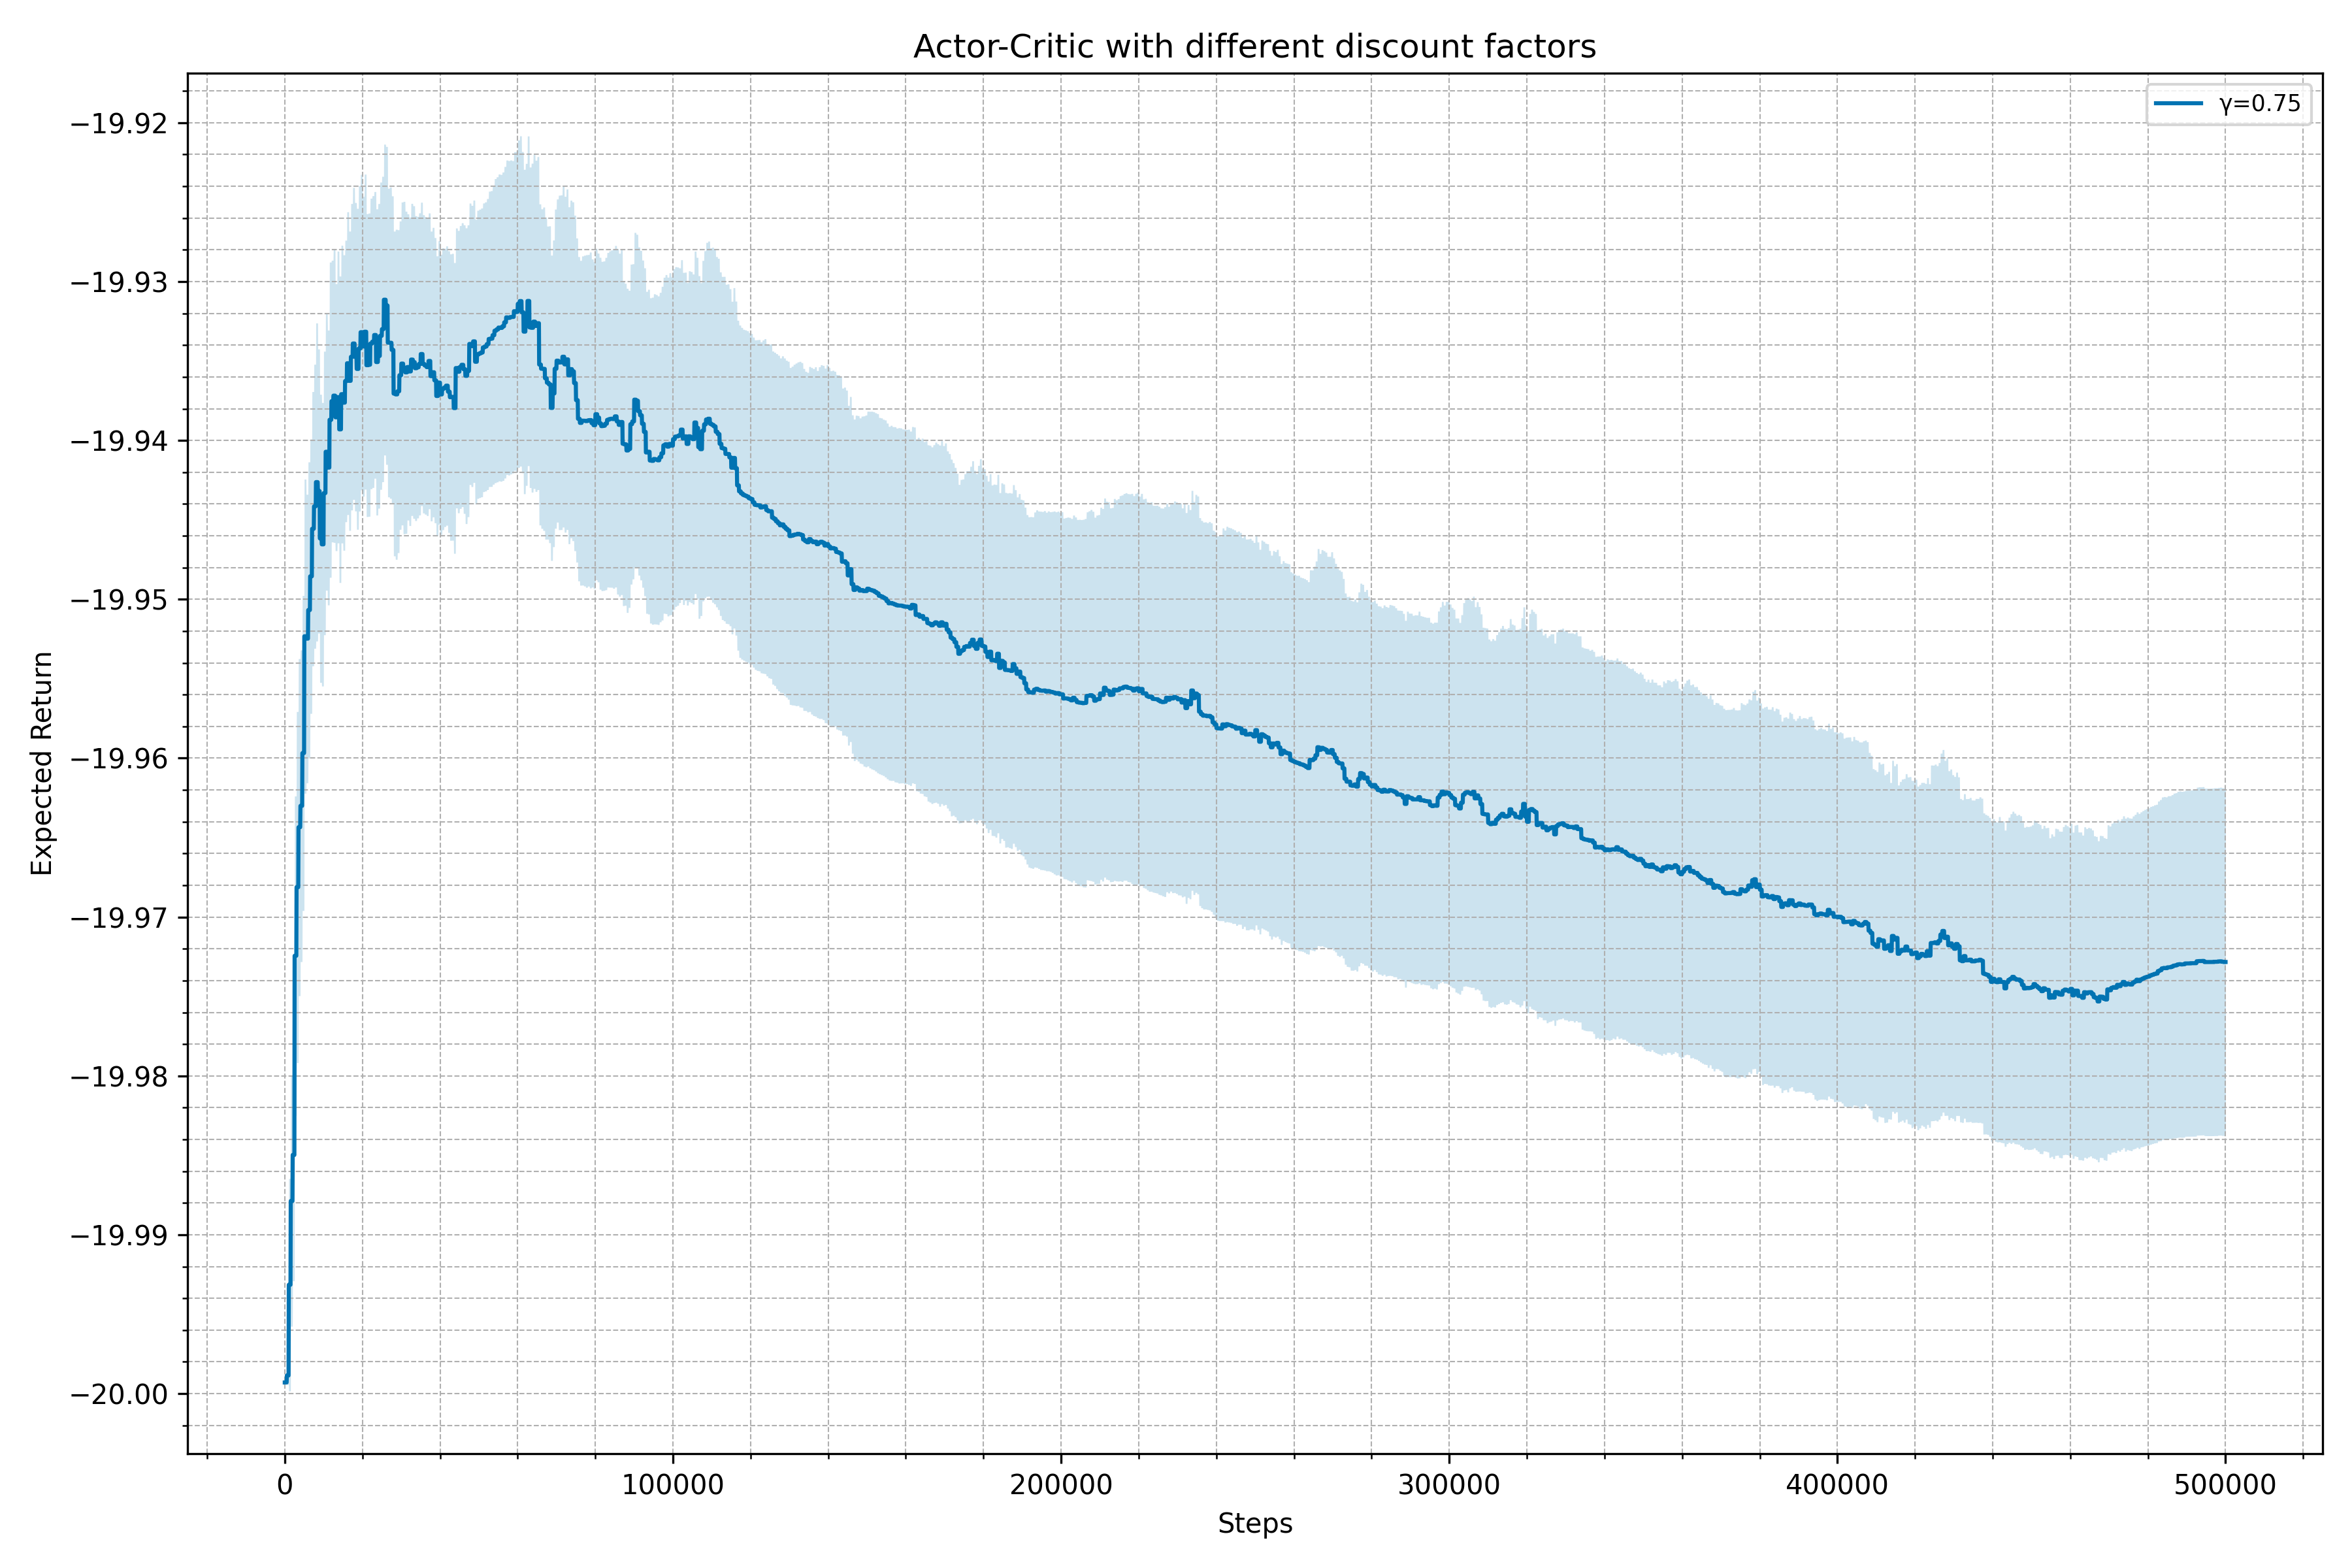 Actor-Critic with different discount factors
γ=0.75
Expected Return
−19.92
−19.93
−19.94
−19.95
−19.96
−19.97
−19.98
−19.99
−20.00
0 100000 200000 300000 400000 500000
Steps